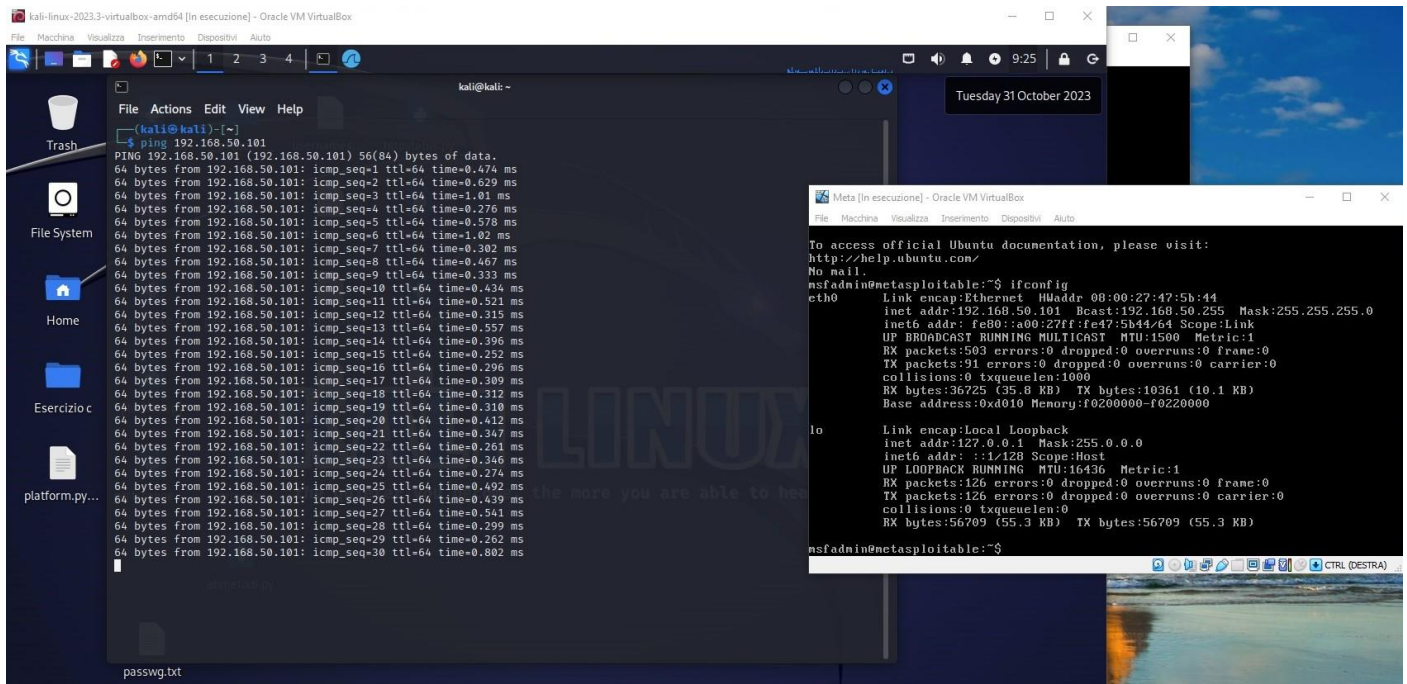 kali-linux-2023.3-virtualbox-amd64 [In esecuzione] - Oracle VM VirtualBox
File Macchina Visualizza Inserimento Dispositivi Aiuto
1 2 3 4
9:25
Tuesday 31 October 2023
Trash
File System
Home
Esercizio c
platform.py...
passwg.txt
kali@kali: ~
File Actions Edit View Help
(kali㉿kali)-[~]
$ ping 192.168.50.101
PING 192.168.50.101 (192.168.50.101) 56(84) bytes of data.
64 bytes from 192.168.50.101: icmp_seq=1 ttl=64 time=0.474 ms
64 bytes from 192.168.50.101: icmp_seq=2 ttl=64 time=0.629 ms
64 bytes from 192.168.50.101: icmp_seq=3 ttl=64 time=1.01 ms
64 bytes from 192.168.50.101: icmp_seq=4 ttl=64 time=0.276 ms
64 bytes from 192.168.50.101: icmp_seq=5 ttl=64 time=0.578 ms
64 bytes from 192.168.50.101: icmp_seq=6 ttl=64 time=1.02 ms
64 bytes from 192.168.50.101: icmp_seq=7 ttl=64 time=0.302 ms
64 bytes from 192.168.50.101: icmp_seq=8 ttl=64 time=0.467 ms
64 bytes from 192.168.50.101: icmp_seq=9 ttl=64 time=0.333 ms
64 bytes from 192.168.50.101: icmp_seq=10 ttl=64 time=0.434 ms
64 bytes from 192.168.50.101: icmp_seq=11 ttl=64 time=0.521 ms
64 bytes from 192.168.50.101: icmp_seq=12 ttl=64 time=0.315 ms
64 bytes from 192.168.50.101: icmp_seq=13 ttl=64 time=0.557 ms
64 bytes from 192.168.50.101: icmp_seq=14 ttl=64 time=0.396 ms
64 bytes from 192.168.50.101: icmp_seq=15 ttl=64 time=0.252 ms
64 bytes from 192.168.50.101: icmp_seq=16 ttl=64 time=0.296 ms
64 bytes from 192.168.50.101: icmp_seq=17 ttl=64 time=0.309 ms
64 bytes from 192.168.50.101: icmp_seq=18 ttl=64 time=0.312 ms
64 bytes from 192.168.50.101: icmp_seq=19 ttl=64 time=0.310 ms
64 bytes from 192.168.50.101: icmp_seq=20 ttl=64 time=0.412 ms
64 bytes from 192.168.50.101: icmp_seq=21 ttl=64 time=0.347 ms
64 bytes from 192.168.50.101: icmp_seq=22 ttl=64 time=0.261 ms
64 bytes from 192.168.50.101: icmp_seq=23 ttl=64 time=0.346 ms
64 bytes from 192.168.50.101: icmp_seq=24 ttl=64 time=0.274 ms
64 bytes from 192.168.50.101: icmp_seq=25 ttl=64 time=0.492 ms
64 bytes from 192.168.50.101: icmp_seq=26 ttl=64 time=0.439 ms
64 bytes from 192.168.50.101: icmp_seq=27 ttl=64 time=0.541 ms
64 bytes from 192.168.50.101: icmp_seq=28 ttl=64 time=0.299 ms
64 bytes from 192.168.50.101: icmp_seq=29 ttl=64 time=0.262 ms
64 bytes from 192.168.50.101: icmp_seq=30 ttl=64 time=0.802 ms
LINUX
the more you are able to hea
Meta [In esecuzione] - Oracle VM VirtualBox
File Macchina Visualizza Inserimento Dispositivi Aiuto
To access official Ubuntu documentation, please visit:
http://help.ubuntu.com/
No mail.
msfadmin@metasploitable:~$ ifconfig
eth0 Link encap:Ethernet HWaddr 08:00:27:47:5b:44
inet addr:192.168.50.101 Bcast:192.168.50.255 Mask:255.255.255.0
inet6 addr: fe80::a00:27ff:fe47:5b44/64 Scope:Link
UP BROADCAST RUNNING MULTICAST MTU:1500 Metric:1
RX packets:503 errors:0 dropped:0 overruns:0 frame:0
TX packets:91 errors:0 dropped:0 overruns:0 carrier:0
collisions:0 txqueuelen:1000
RX bytes:36725 (35.8 KB) TX bytes:10361 (10.1 KB)
Base address:0xd010 Memory:f0200000-f0220000
lo Link encap:Local Loopback
inet addr:127.0.0.1 Mask:255.0.0.0
inet6 addr: ::1/128 Scope:Host
UP LOOPBACK RUNNING MTU:16436 Metric:1
RX packets:126 errors:0 dropped:0 overruns:0 frame:0
TX packets:126 errors:0 dropped:0 overruns:0 carrier:0
collisions:0 txqueuelen:0
RX bytes:56709 (55.3 KB) TX bytes:56709 (55.3 KB)
msfadmin@metasploitable:~$
CTRL (DESTRA)